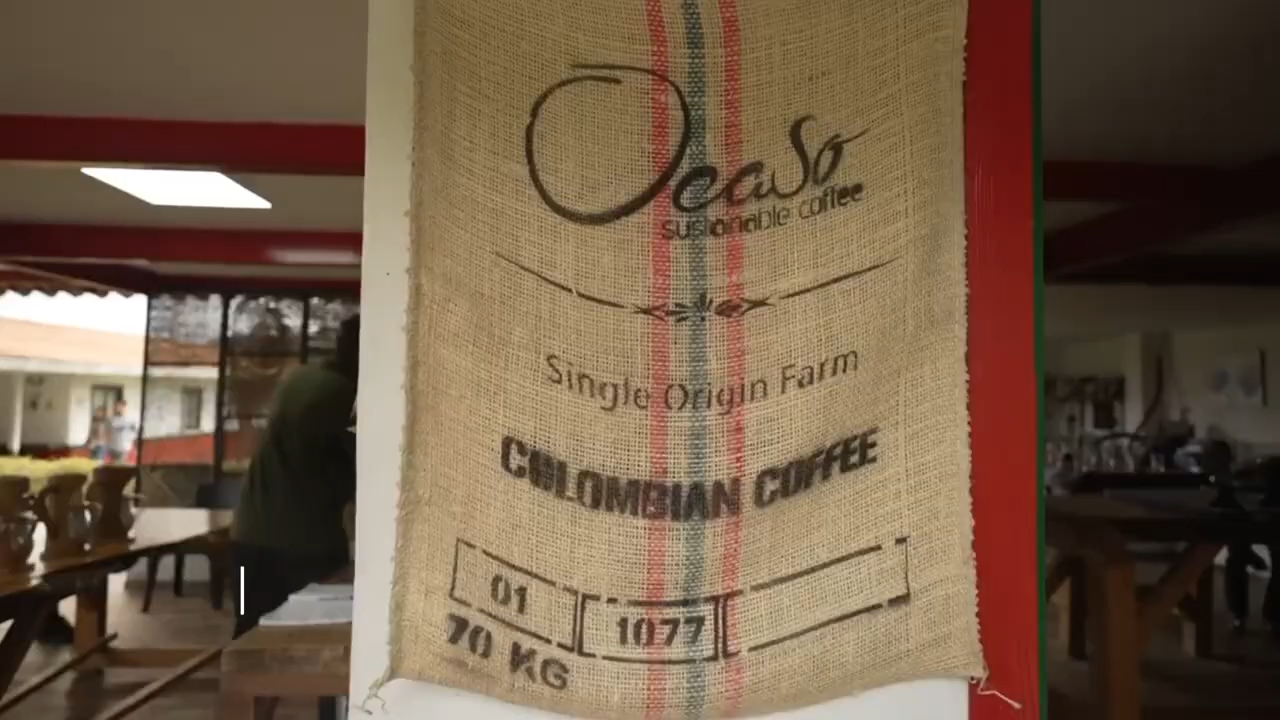 Ocaso
sustainable coffee
Single Origin Farm
COLOMBIAN COFFEE
01
1077
70 KG